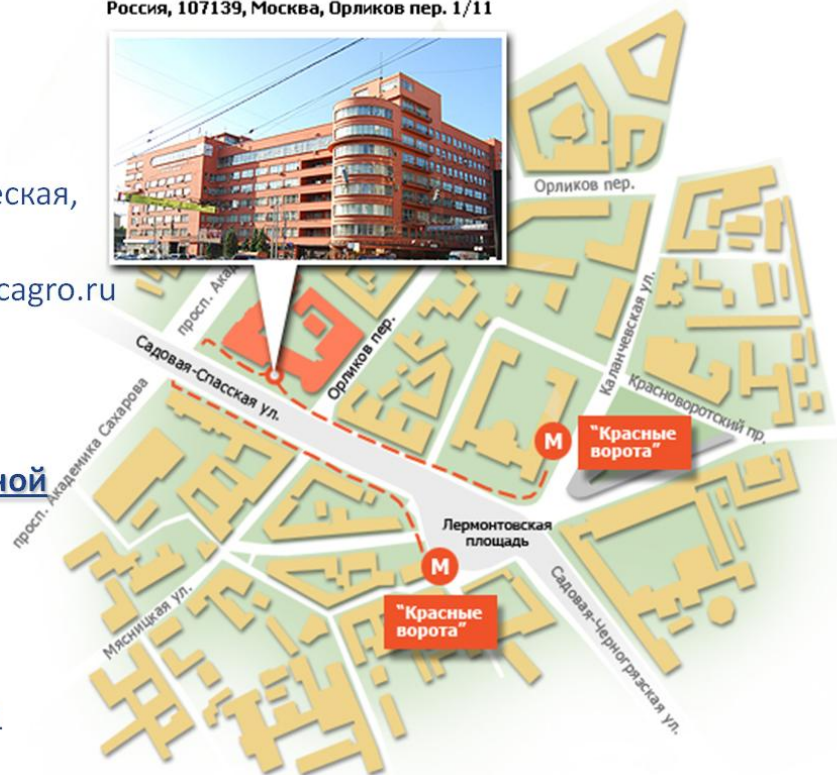 Россия, 107139, Москва, Орликов пер. 1/11
еская,
cagro.ru
ной
Орликов пер.
просп. Ака
Садовая-Спасская ул.
Орликов пер.
Каланчевская ул.
Красноворотский пр.
просп. Академика Сахарова
М
"Красные
ворота"
Лермонтовская
площадь
М
"Красные
ворота"
Мясницкая ул.
Садовая-Черногрязская ул.